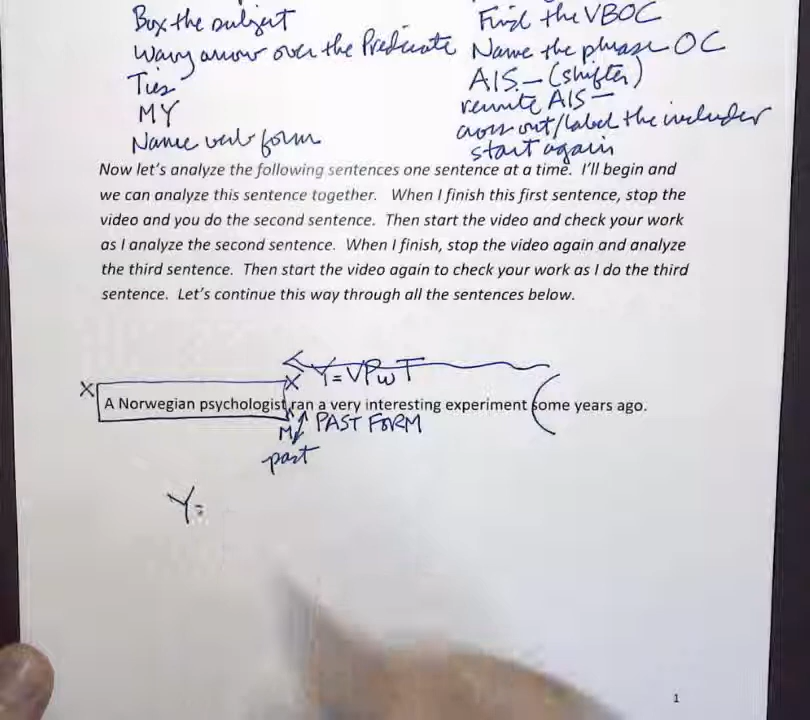 Box the subject
Find the VBOC
Wavy arrow over the Predicate
Name the phrase OC
Ties
AIS – (shifter)
MY
rewrite AIS –
Name verb form
cross out/label the includer
start again
Now let's analyze the following sentences one sentence at a time. I'll begin and
we can analyze this sentence together. When I finish this first sentence, stop the
video and you do the second sentence. Then start the video and check your work
as I analyze the second sentence. When I finish, stop the video again and analyze
the third sentence. Then start the video again to check your work as I do the third
sentence. Let's continue this way through all the sentences below.
Y=VPwT
X
X
A Norwegian psychologist ran a very interesting experiment some years ago.
M
PAST FORM
past
Y=
1